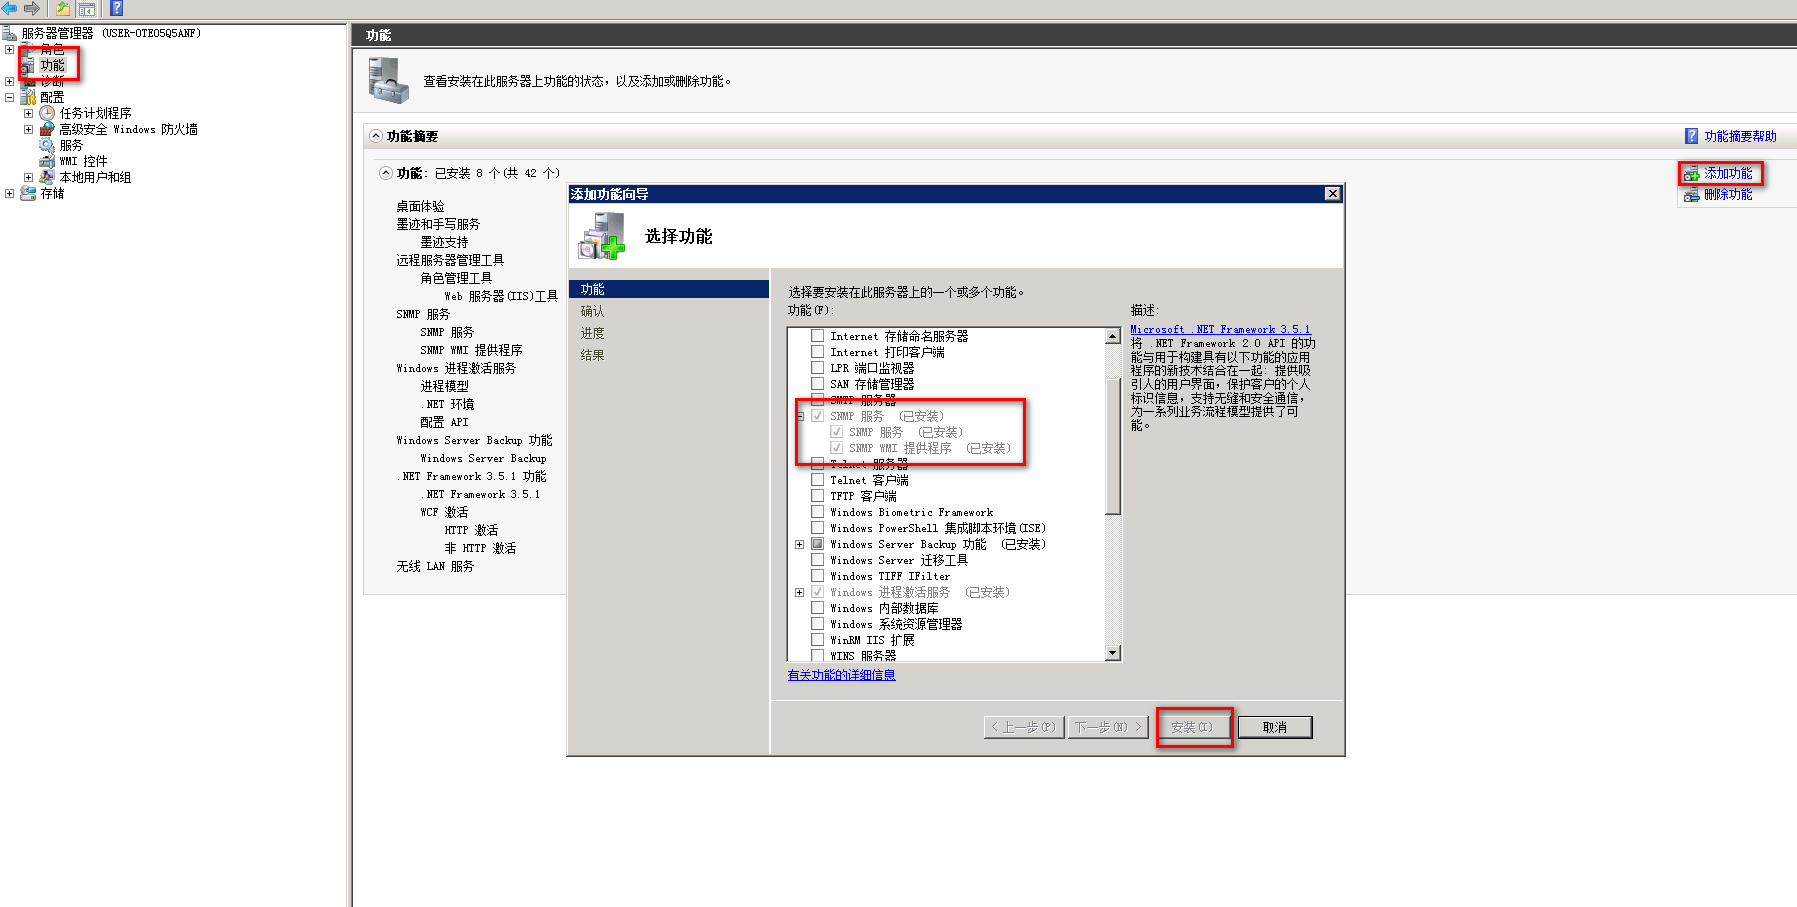 服务器管理器 (USER-OTE05Q5ANF)
角色
功能
诊断
配置
任务计划程序
高级安全 Windows 防火墙
服务
WMI 控件
本地用户和组
存储
功能
查看安装在此服务器上功能的状态，以及添加或删除功能。
功能摘要
功能摘要帮助
功能: 已安装 8 个(共 42 个)
添加功能
删除功能
桌面体验
墨迹和手写服务
墨迹支持
远程服务器管理工具
角色管理工具
Web 服务器(IIS)工具
SNMP 服务
SNMP 服务
SNMP WMI 提供程序
Windows 进程激活服务
进程模型
.NET 环境
配置 API
Windows Server Backup 功能
Windows Server Backup
.NET Framework 3.5.1 功能
.NET Framework 3.5.1
WCF 激活
HTTP 激活
非 HTTP 激活
无线 LAN 服务
添加功能向导
选择功能
功能
确认
进度
结果
选择要安装在此服务器上的一个或多个功能。
功能(F):
Internet 存储命名服务器
Internet 打印客户端
LPR 端口监视器
SAN 存储管理器
SMTP 服务器
SNMP 服务 (已安装)
SNMP 服务 (已安装)
SNMP WMI 提供程序 (已安装)
Telnet 服务器
Telnet 客户端
TFTP 客户端
Windows Biometric Framework
Windows PowerShell 集成脚本环境(ISE)
Windows Server Backup 功能 (已安装)
Windows Server 迁移工具
Windows TIFF IFilter
Windows 进程激活服务 (已安装)
Windows 内部数据库
Windows 系统资源管理器
WinRM IIS 扩展
WINS 服务器
有关功能的详细信息
描述:
Microsoft .NET Framework 3.5.1
将 .NET Framework 2.0 API 的功
能与用于构建具有以下功能的应用
程序的新技术结合在一起: 提供吸
引人的用户界面，保护客户的个人
标识信息，支持无缝和安全通信，
为一系列业务流程模型提供了可
能。
< 上一步(P)
下一步(N) >
安装(I)
取消